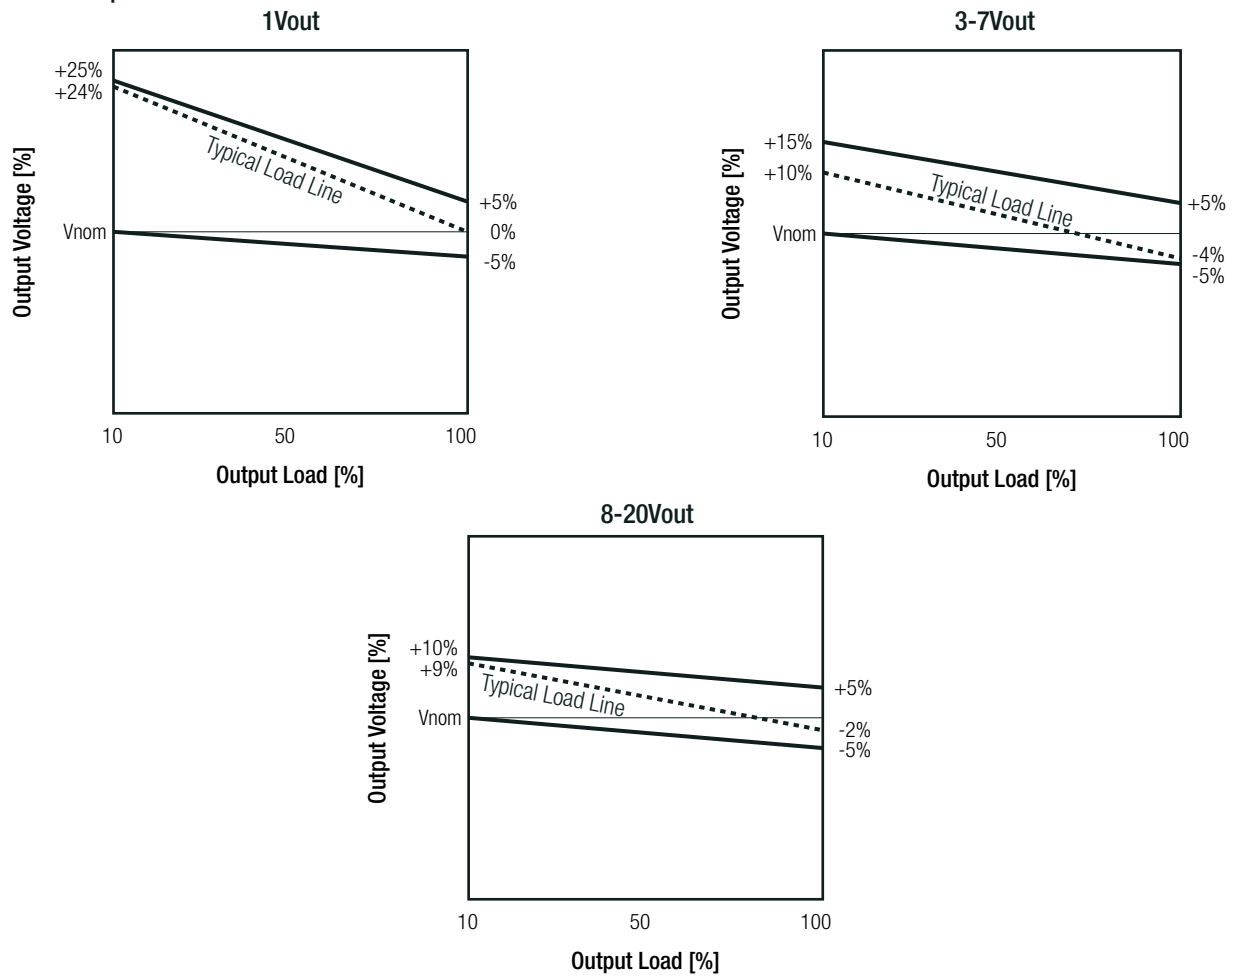 1Vout
+25%
+24%
Typical Load Line
+5%
Vnom
0%
-5%
Output Voltage [%]
10
50
100
Output Load [%]
3-7Vout
+15%
+10%
Typical Load Line
+5%
Vnom
-4%
-5%
Output Voltage [%]
10
50
100
Output Load [%]
8-20Vout
+10%
+9%
Typical Load Line
+5%
Vnom
-2%
-5%
Output Voltage [%]
10
50
100
Output Load [%]